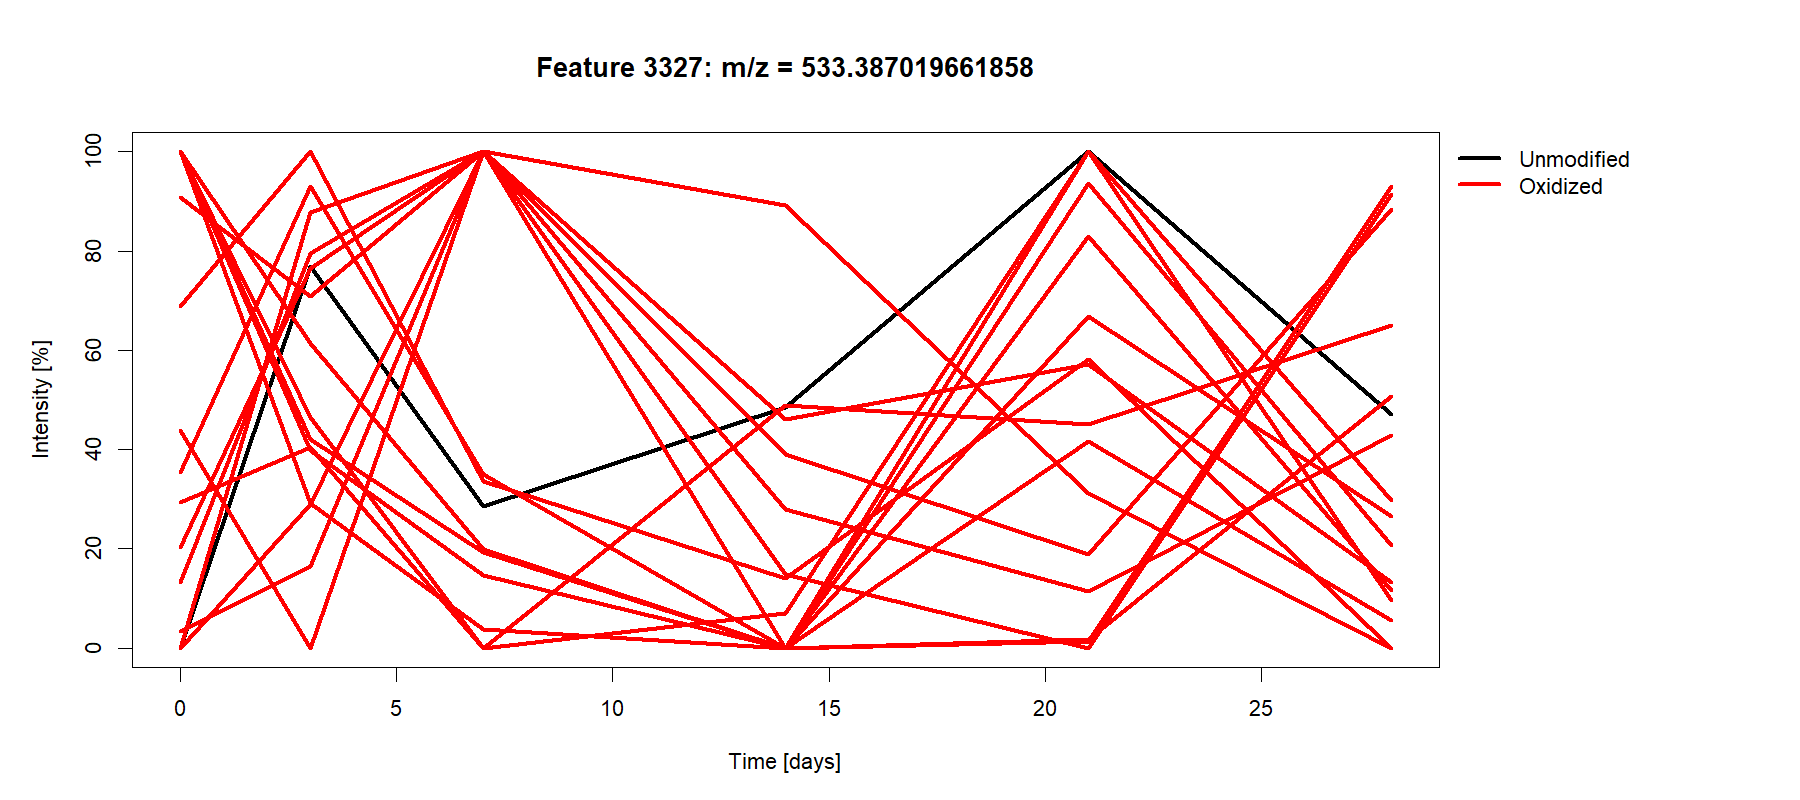 Feature 3327: m/z = 533.387019661858
Unmodified
Oxidized
Intensity [%]
100
80
60
40
20
0
0 5 10 15 20 25
Time [days]